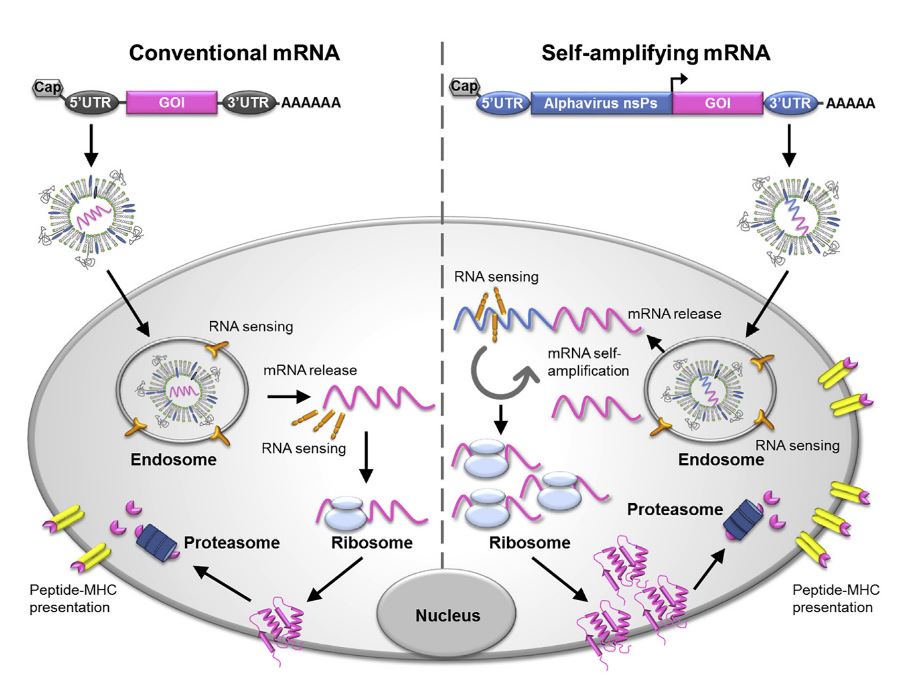 Conventional mRNA
Cap
5'UTR
GOI
3'UTR
AAAAAA
RNA sensing
mRNA release
RNA sensing
Endosome
Proteasome
Ribosome
Peptide-MHC
presentation
Self-amplifying mRNA
Cap
5'UTR
Alphavirus nsPs
GOI
3'UTR
AAAAA
RNA sensing
mRNA release
mRNA self-
amplification
RNA sensing
Endosome
Proteasome
Ribosome
Peptide-MHC
presentation
Nucleus